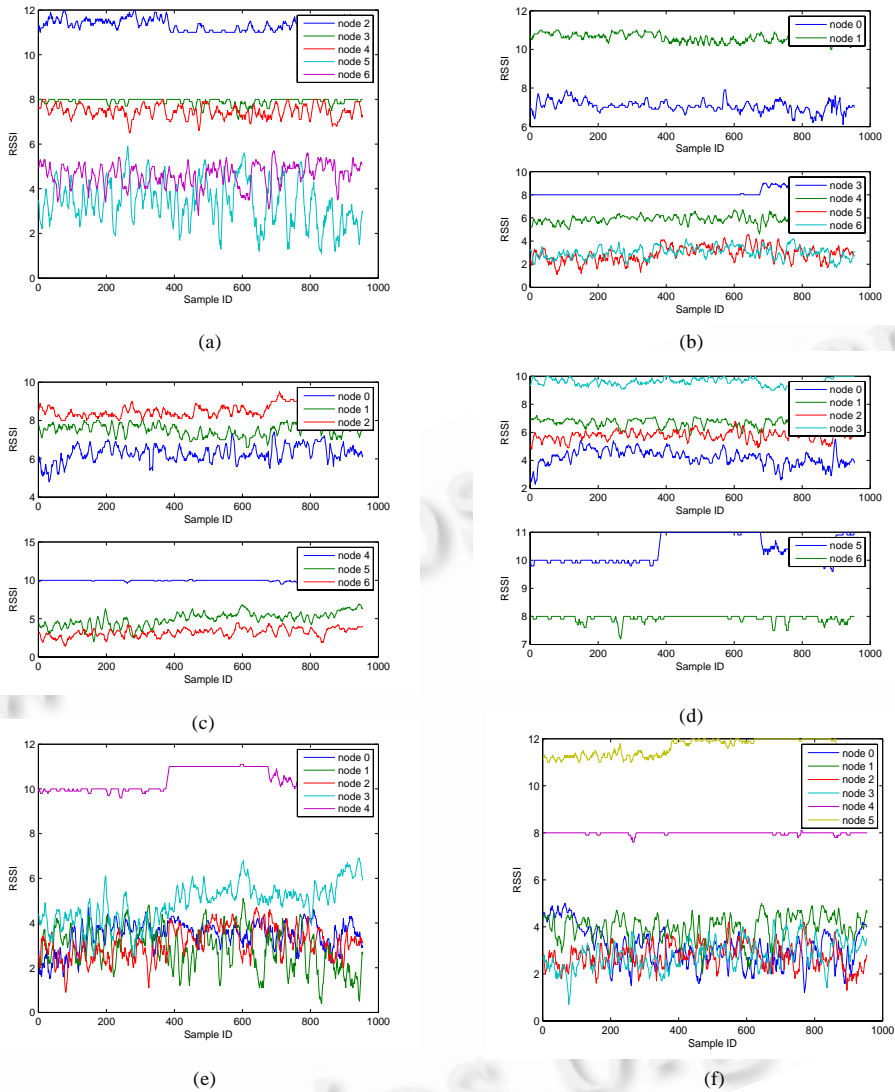 12
10
8
6
4
2
0
RSSI
0 200 400 600 800 1000
Sample ID
node 2
node 3
node 4
node 5
node 6
(a)
12
10
8
6
RSSI
0 200 400 600 800 1000
Sample ID
node 0
node 1
10
8
6
4
2
0
RSSI
0 200 400 600 800 1000
Sample ID
node 3
node 4
node 5
node 6
(b)
10
8
6
4
RSSI
0 200 400 600 800 1000
Sample ID
node 0
node 1
node 2
15
10
5
0
RSSI
0 200 400 600 800 1000
Sample ID
node 4
node 5
node 6
(c)
10
8
6
4
2
RSSI
0 200 400 600 800 1000
Sample ID
node 0
node 1
node 2
node 3
11
10
9
8
7
RSSI
0 200 400 600 800 1000
Sample ID
node 5
node 6
(d)
12
10
8
6
4
2
0
RSSI
0 200 400 600 800 1000
Sample ID
node 0
node 1
node 2
node 3
node 4
(e)
12
10
8
6
4
2
0
RSSI
0 200 400 600 800 1000
Sample ID
node 0
node 1
node 2
node 3
node 4
node 5
(f)